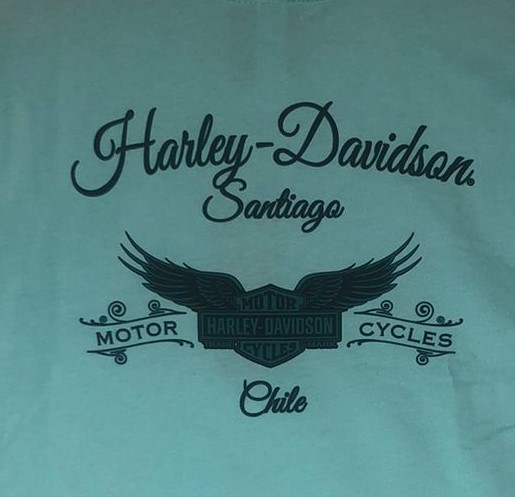 Harley-Davidson.
Santiago
MOTOR
HARLEY-DAVIDSON
CYCLES
MOTOR
CYCLES
Chile